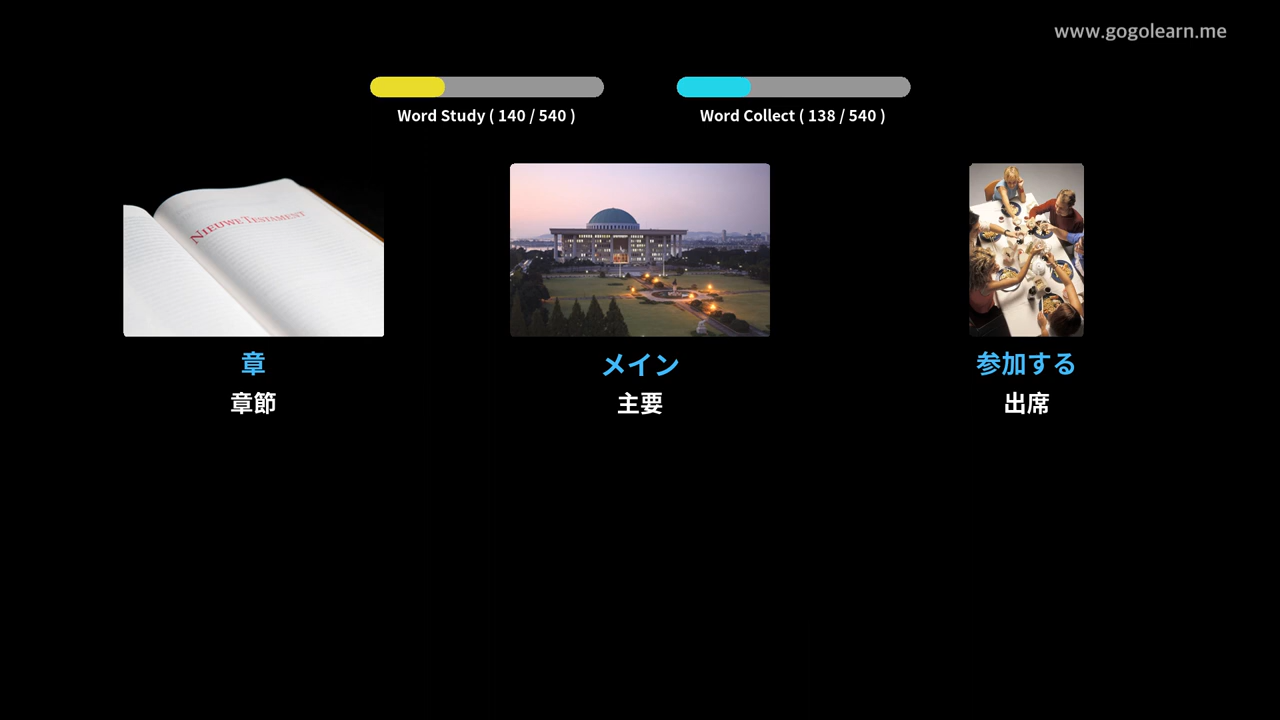 www.gogolearn.me
Word Study ( 140 / 540 )
Word Collect ( 138 / 540 )
NIEUWE TESTAMENT
章
メイン
参加する
章節
主要
出席